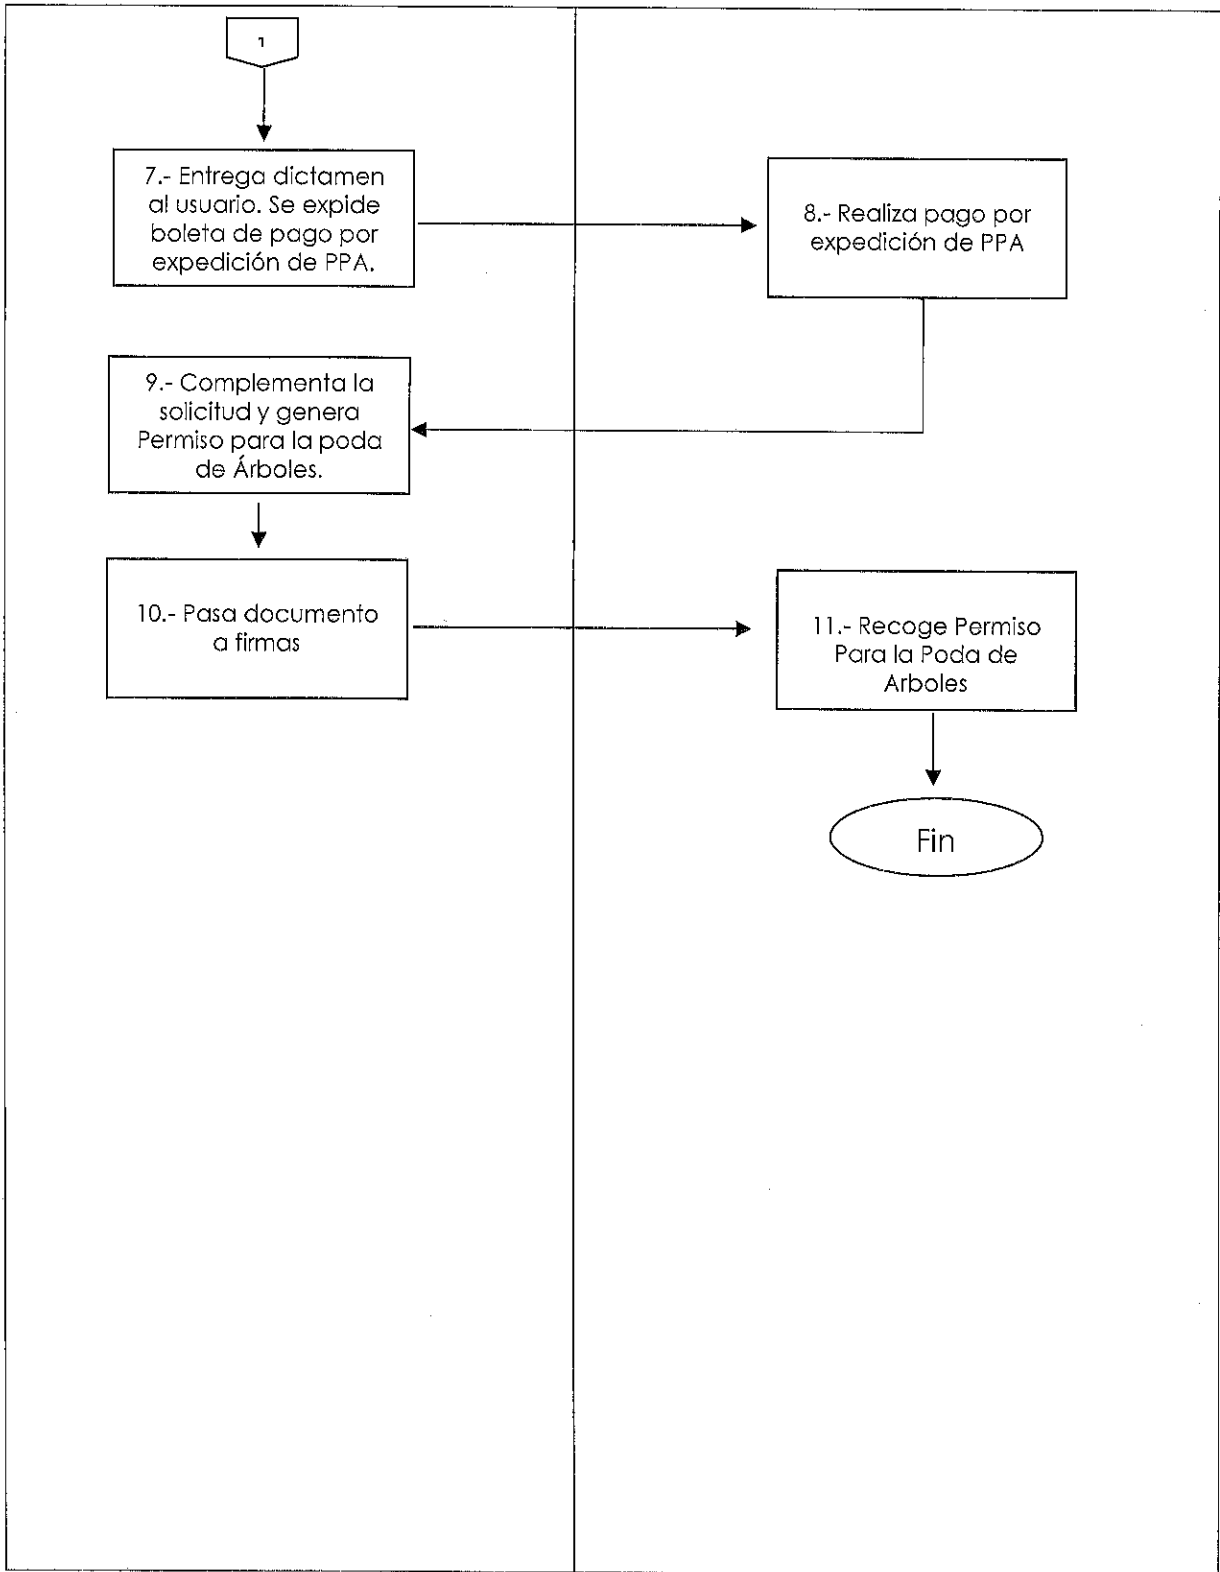 1
7.- Entrega dictamen
al usuario. Se expide
boleta de pago por
expedición de PPA.
8.- Realiza pago por
expedición de PPA
9.- Complementa la
solicitud y genera
Permiso para la poda
de Árboles.
10.- Pasa documento
a firmas
11.- Recoge Permiso
Para la Poda de
Arboles
Fin